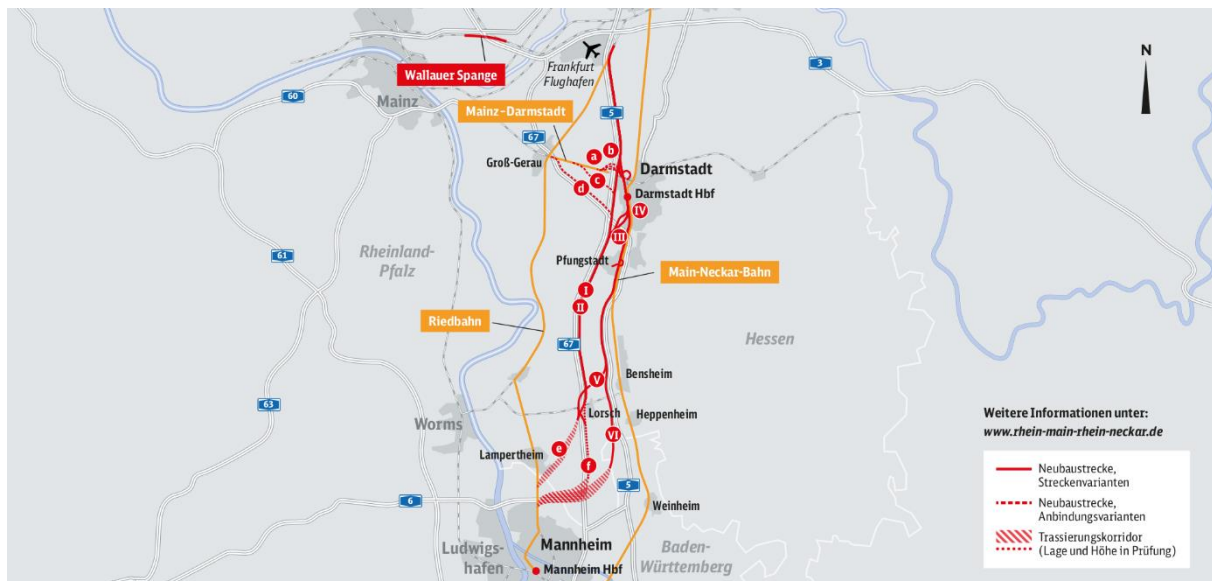 Wallauer Spange
Frankfurt
Flughafen
N
3
60
Mainz
5
Mainz-Darmstadt
67
Groß-Gerau
a
b
c
d
Darmstadt
Darmstadt Hbf
IV
III
61
Rheinland-
Pfalz
Pfungstadt
Main-Neckar-Bahn
I
II
Riedbahn
67
Hessen
V
Bensheim
63
Worms
Lorsch
Heppenheim
VI
Lampertheim
e
f
6
5
Weinheim
Ludwigs-
hafen
Mannheim
Mannheim Hbf
Baden-
Württemberg
Weitere Informationen unter:
www.rhein-main-rhein-neckar.de
Neubaustrecke,
Streckenvarianten
Neubaustrecke,
Anbindungsvarianten
Trassierungskorridor
(Lage und Höhe in Prüfung)